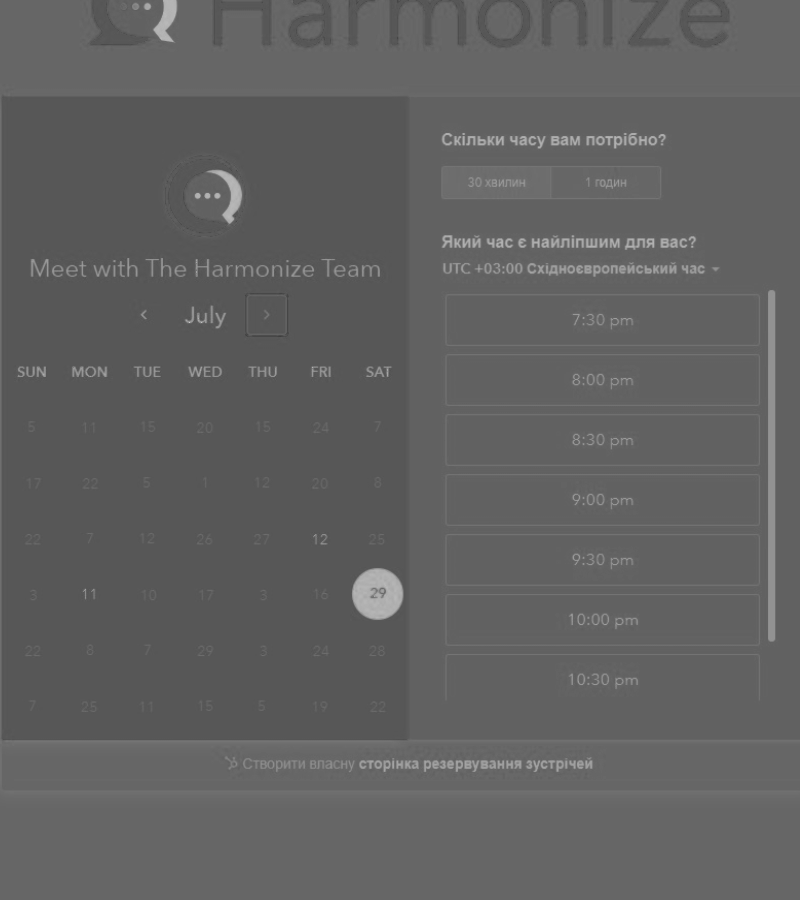 Harmonize
Meet with The Harmonize Team
July
SUN MON TUE WED THU FRI SAT
5 11 15 20 15 24 7
17 22 5 1 12 20 8
22 7 12 26 27 12 25
3 11 10 17 3 16 29
22 8 7 29 3 24 28
7 25 11 15 5 19 22
Скільки часу вам потрібно?
30 хвилин 1 годин
Який час є найліпшим для вас?
UTC +03:00 Східноєвропейський час
7:30 pm
8:00 pm
8:30 pm
9:00 pm
9:30 pm
10:00 pm
10:30 pm
Створити власну сторінка резервування зустрічей